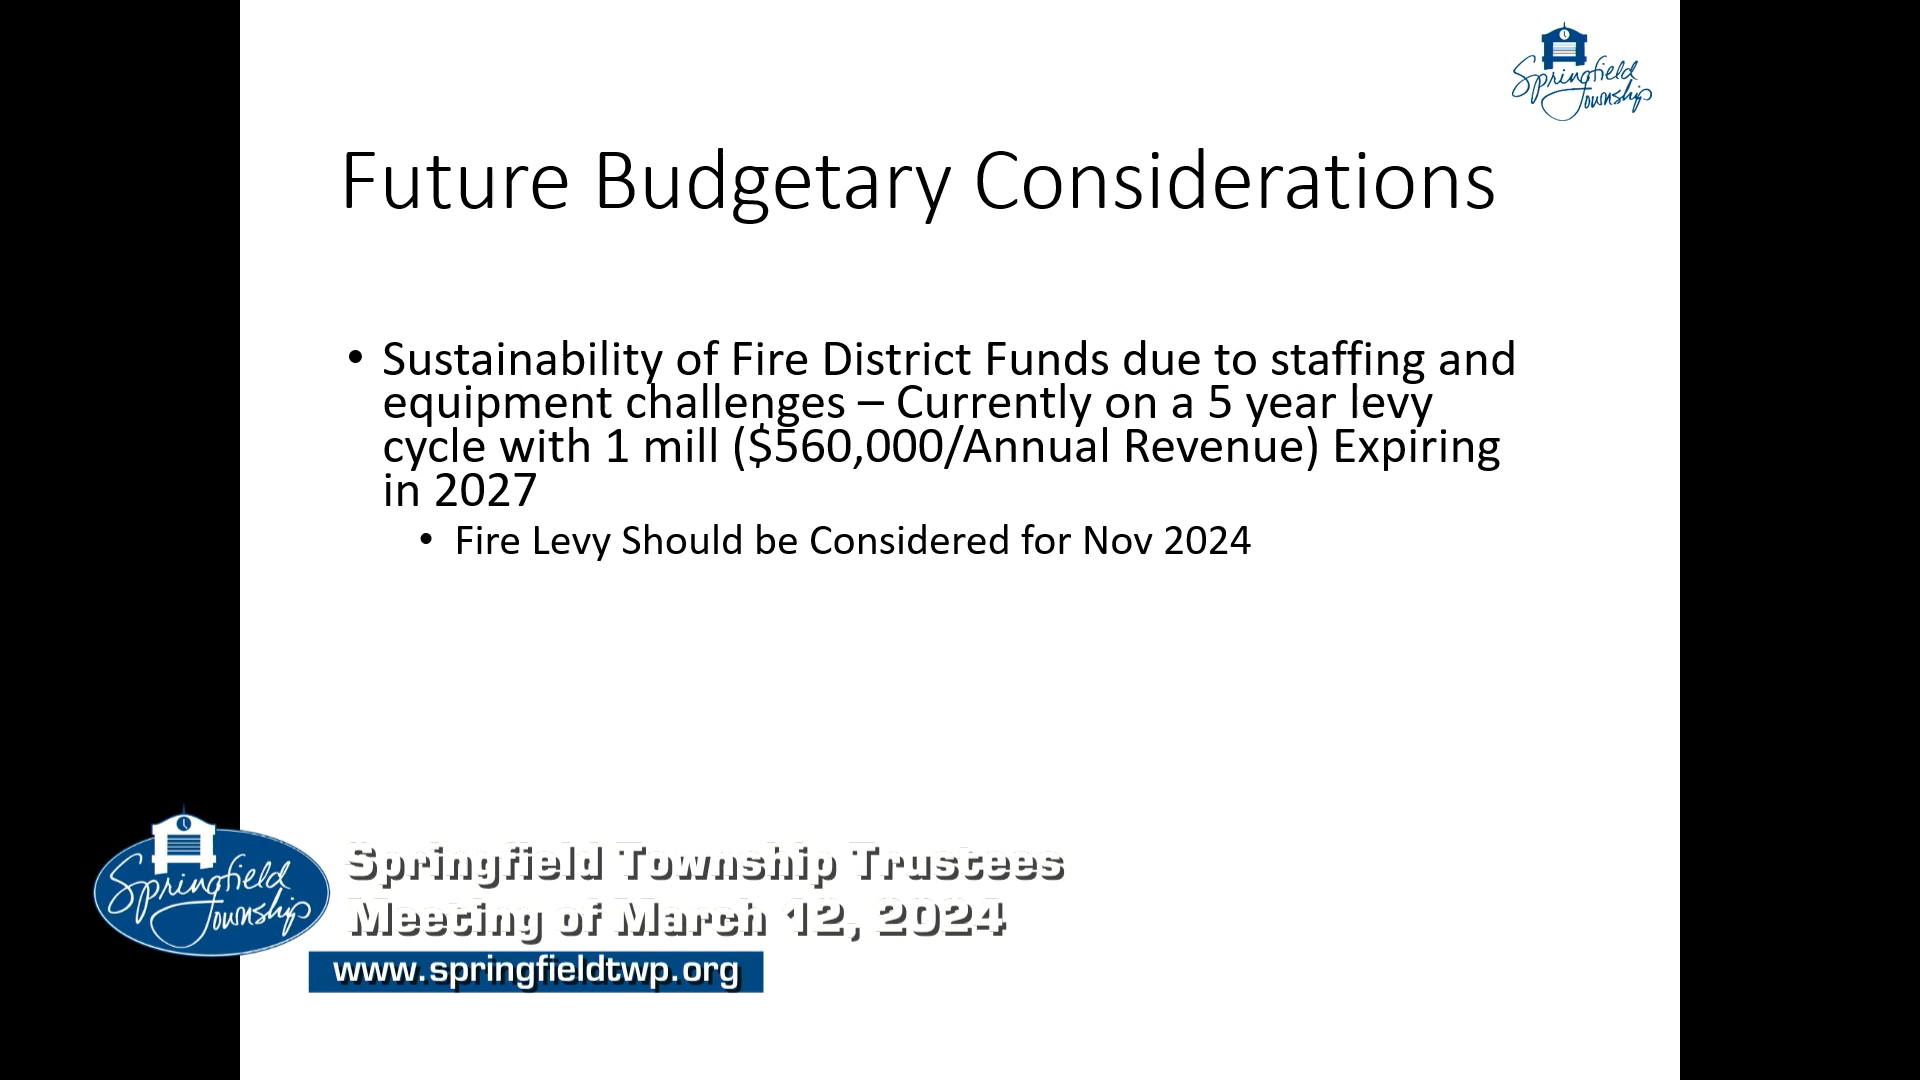 Springfield
Township
Future Budgetary Considerations
• Sustainability of Fire District Funds due to staffing and
equipment challenges – Currently on a 5 year levy
cycle with 1 mill ($560,000/Annual Revenue) Expiring
in 2027
• Fire Levy Should be Considered for Nov 2024
Springfield
Township
Springfield Township Trustees
Meeting of March 12, 2024
www.springfieldtwp.org